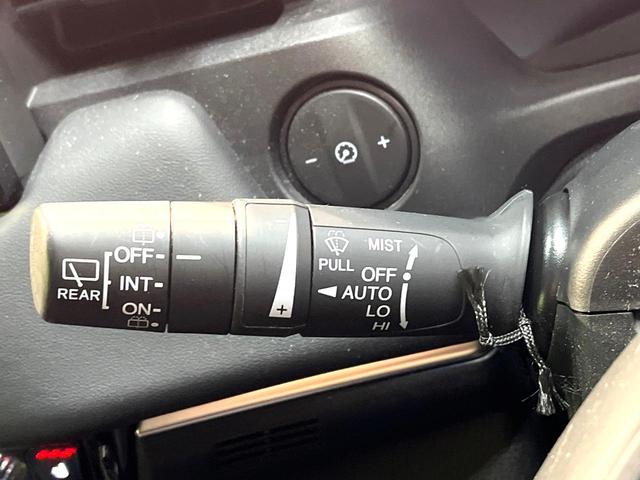 - +
REAR
OFF
INT
ON
- +
PULL
MIST
OFF
AUTO
LO
HI